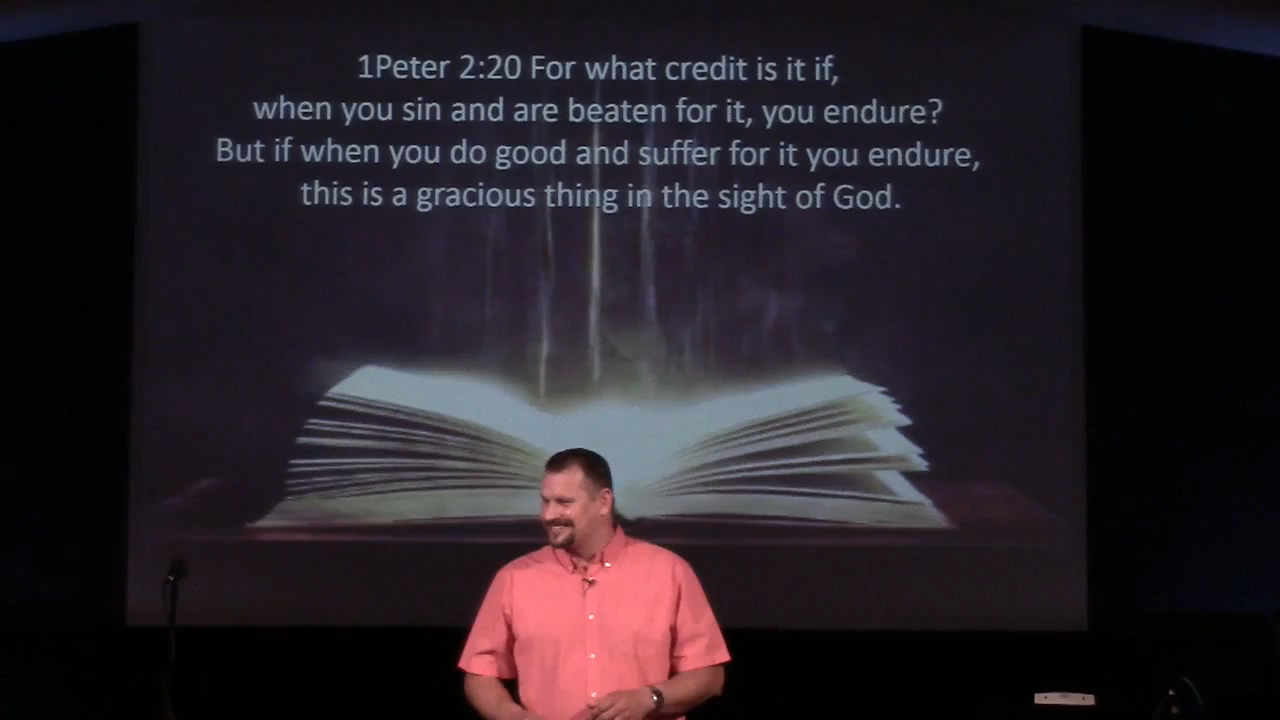 1Peter 2:20 For what credit is it if,
when you sin and are beaten for it, you endure?
But if when you do good and suffer for it you endure,
this is a gracious thing in the sight of God.